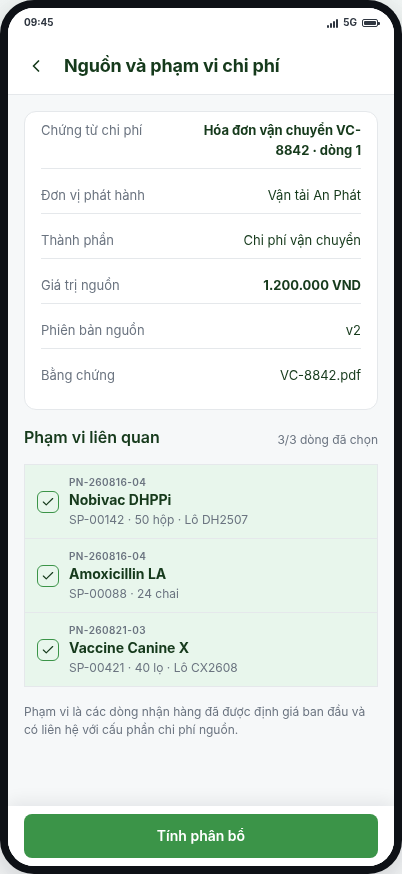 09:45
5G
Nguồn và phạm vi chi phí
Chứng từ chi phí
Hóa đơn vận chuyển VC-
8842 · dòng 1
Đơn vị phát hành
Vận tải An Phát
Thành phần
Chi phí vận chuyển
Giá trị nguồn
1.200.000 VND
Phiên bản nguồn
v2
Bằng chứng
VC-8842.pdf
Phạm vi liên quan
3/3 dòng đã chọn
PN-260816-04
Nobivac DHPPi
SP-00142 · 50 hộp · Lô DH2507
PN-260816-04
Amoxicillin LA
SP-00088 · 24 chai
PN-260821-03
Vaccine Canine X
SP-00421 · 40 lọ · Lô CX2608
Phạm vi là các dòng nhận hàng đã được định giá ban đầu và
có liên hệ với cấu phần chi phí nguồn.
Tính phân bổ